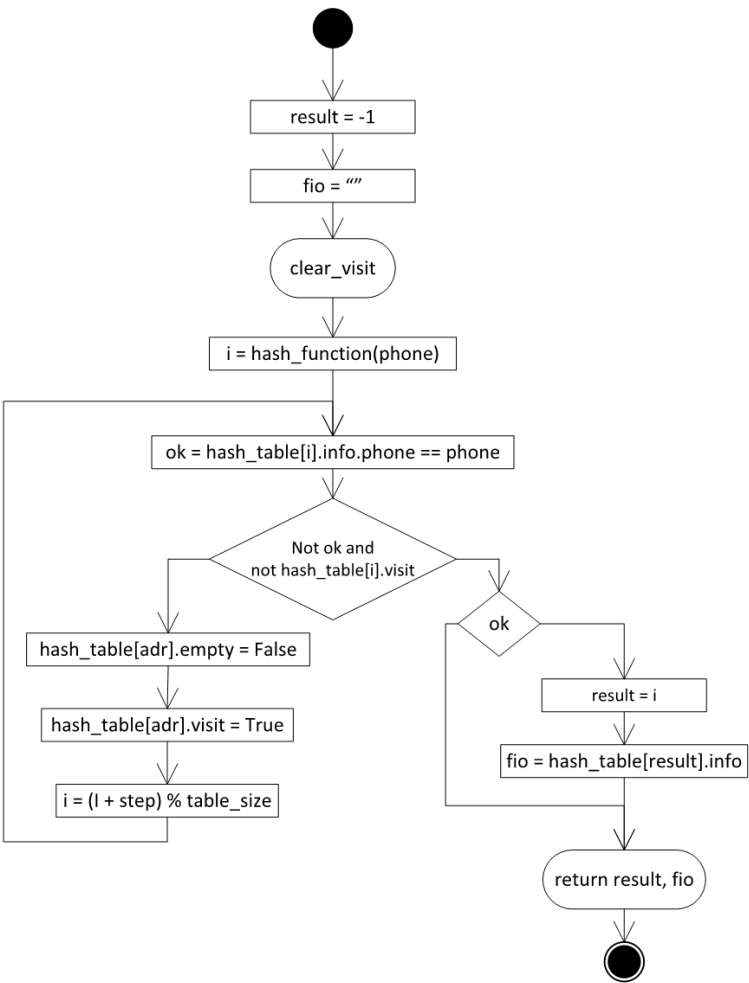 result = -1
fio = “”
clear_visit
i = hash_function(phone)
ok = hash_table[i].info.phone == phone
Not ok and
not hash_table[i].visit
hash_table[adr].empty = False
hash_table[adr].visit = True
i = (I + step) % table_size
ok
result = i
fio = hash_table[result].info
return result, fio